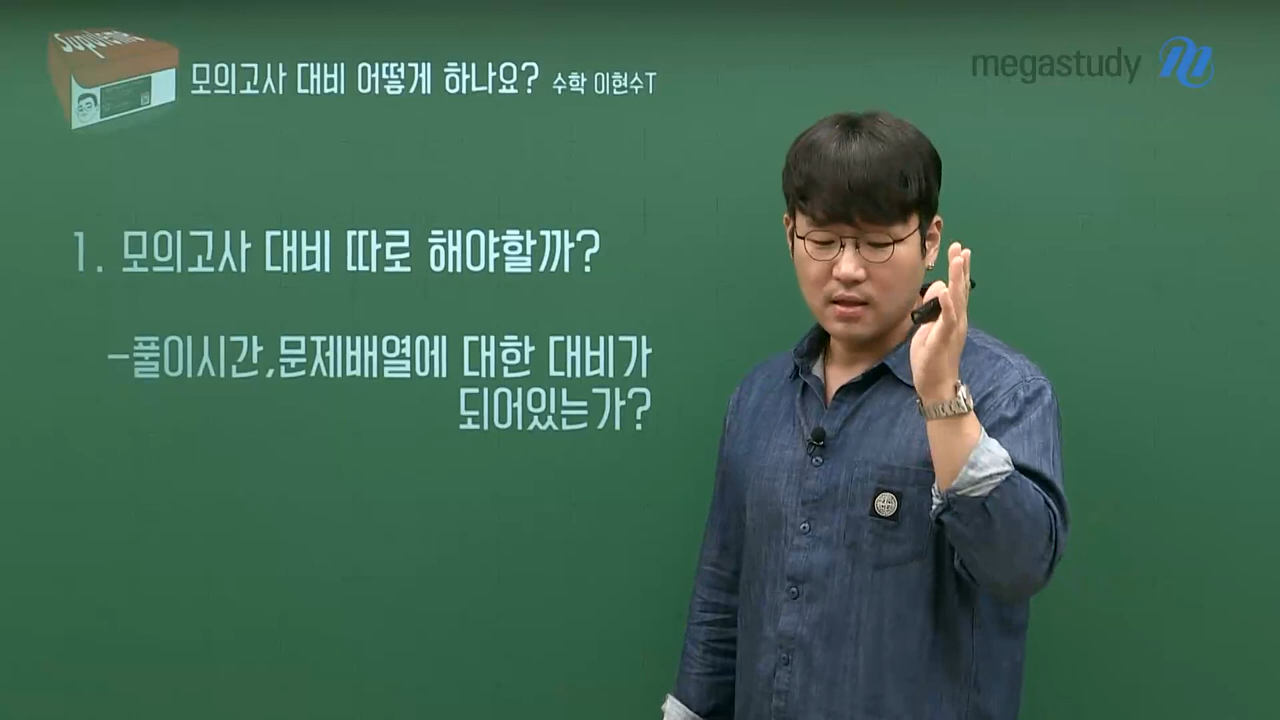 Supreme
모의고사 대비 어떻게 하나요? 수학 이현수T
megastudy
1. 모의고사 대비 따로 해야할까?
-풀이시간,문제배열에 대한 대비가
되어있는가?